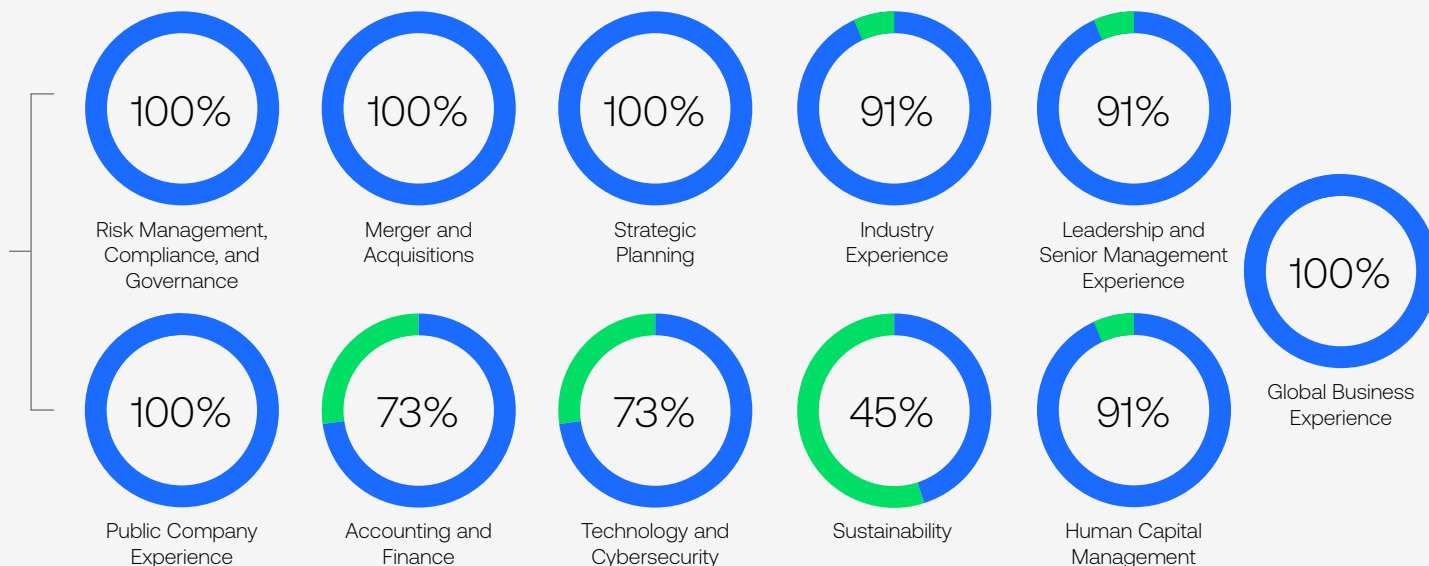 100%
Risk Management,
Compliance, and
Governance
100%
Merger and
Acquisitions
100%
Strategic
Planning
91%
Industry
Experience
91%
Leadership and
Senior Management
Experience
100%
Global Business
Experience
100%
Public Company
Experience
73%
Accounting and
Finance
73%
Technology and
Cybersecurity
45%
Sustainability
91%
Human Capital
Management